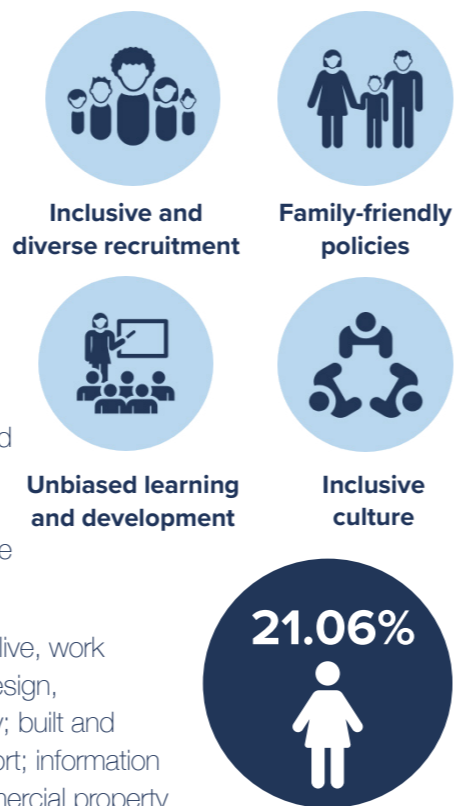 Inclusive and
diverse recruitment
Family-friendly
policies
Unbiased learning
and development
Inclusive
culture
21.06%
live, work
built and
information
property